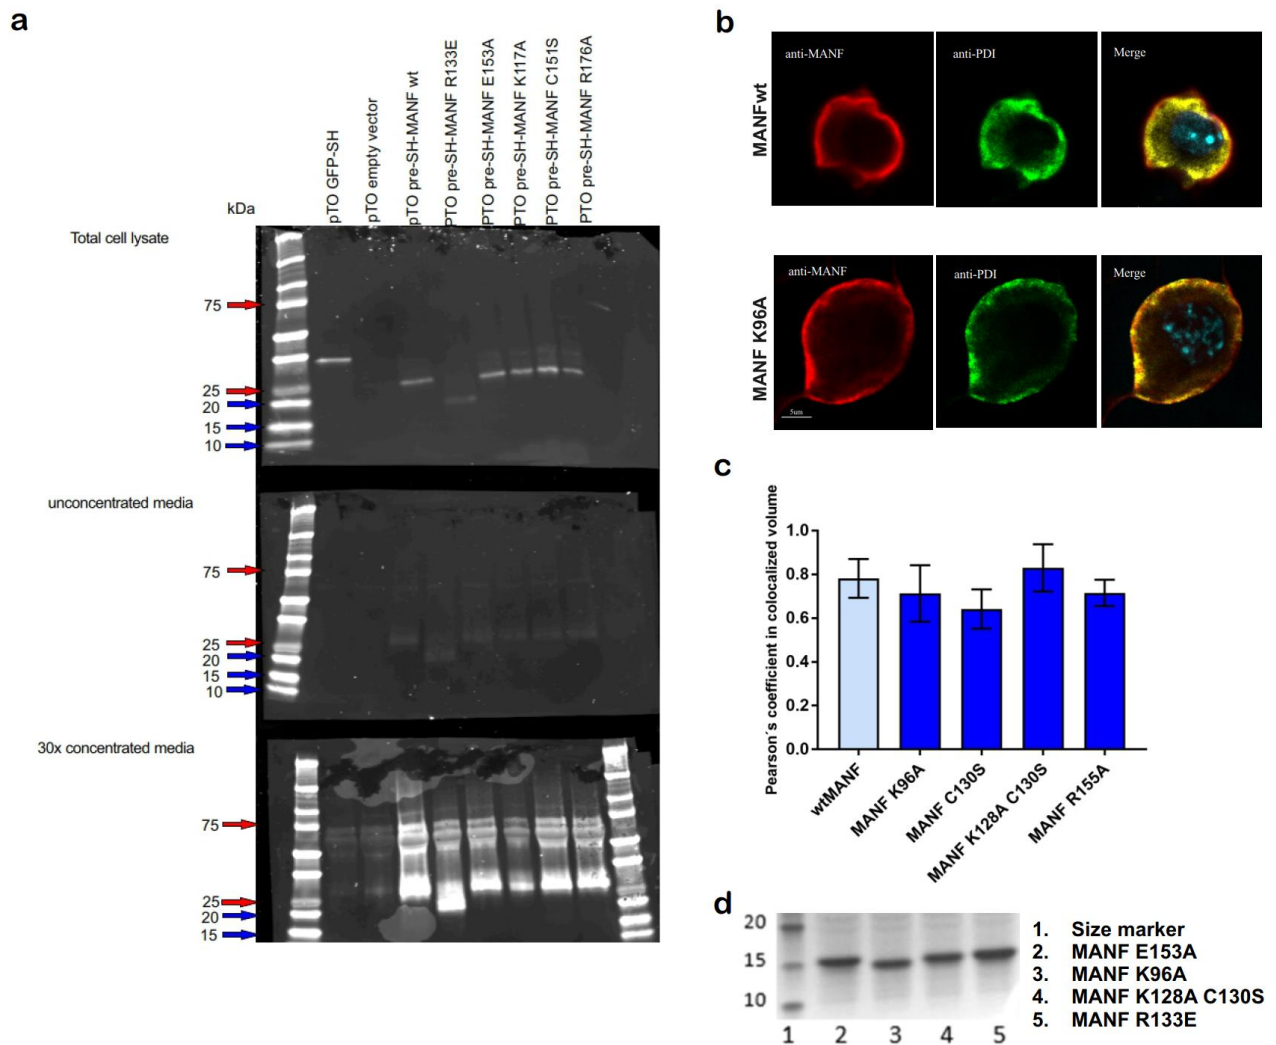 a
pTO GFP-SH
pTO empty vector
pTO pre-SH-MANF wt
PTO pre-SH-MANF R133E
PTO pre-SH-MANF E153A
PTO pre-SH-MANF K117A
PTO pre-SH-MANF C151S
PTO pre-SH-MANF R176A
kDa
Total cell lysate
75
25
20
15
10
unconcentrated media
75
25
20
15
10
30x concentrated media
75
25
20
15
b
MANFwt
anti-MANF
anti-PDI
Merge
MANF K96A
anti-MANF
anti-PDI
Merge
5um
c
Pearson´s coefficient in colocalized volume
1.0
0.8
0.6
0.4
0.2
0.0
wtMANF
MANF K96A
MANF C130S
MANF K128A C130S
MANF R155A
d
20
15
10
1 2 3 4 5
1. Size marker
2. MANF E153A
3. MANF K96A
4. MANF K128A C130S
5. MANF R133E